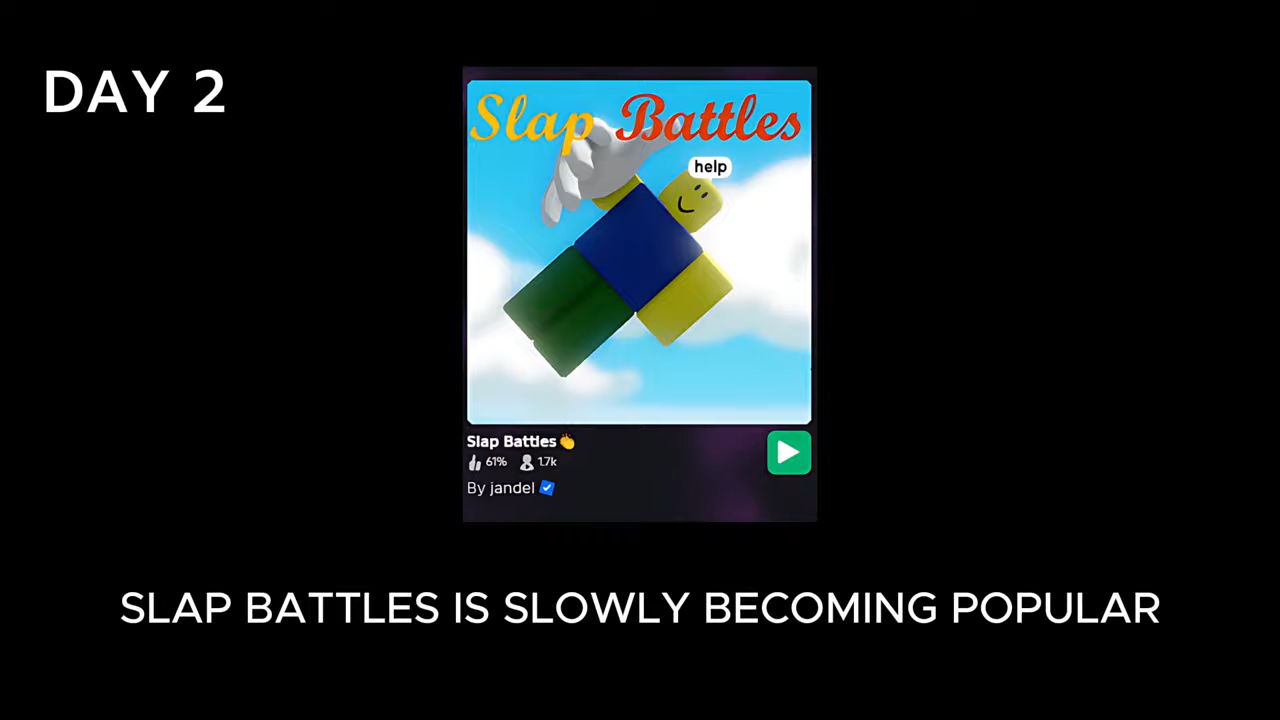 DAY 2
Slap Battles
help
Slap Battles 👏
61% 1.7k
By jandel
SLAP BATTLES IS SLOWLY BECOMING POPULAR